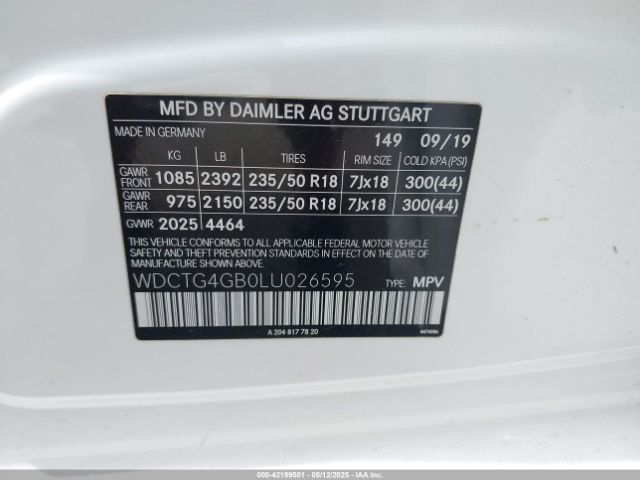 MFD BY DAIMLER AG STUTTGART
MADE IN GERMANY 149 09/19
KG LB TIRES RIM SIZE COLD KPA (PSI)
GAWR FRONT 1085 2392 235/50 R18 7Jx18 300(44)
GAWR REAR 975 2150 235/50 R18 7Jx18 300(44)
GVWR 2025 4464
THIS VEHICLE CONFORMS TO ALL APPLICABLE FEDERAL MOTOR VEHICLE
SAFETY AND THEFT PREVENTION STANDARDS IN EFFECT ON THE DATE OF
MANUFACTURE SHOWN ABOVE.
WDCTG4GB0LU026595 TYPE: MPV
A 204 817 78 20
000-42199501 - 05/12/2025 - IAAI.COM